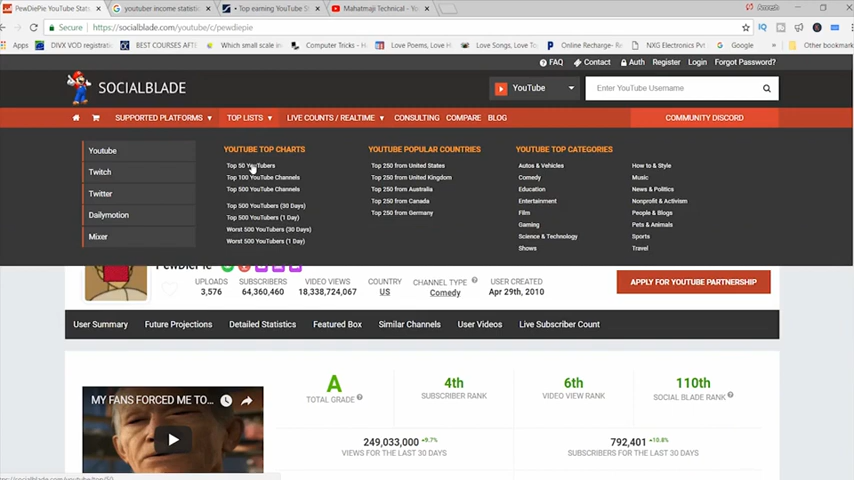 PewDiePie YouTube Stats
youtuber income statistic
• Top earning YouTube S
Mahatmaji Technical - Yo
Secure
https://socialblade.com/youtube/c/pewdiepie
Apps
DIVX VOD registratio
BEST COURSES AFTE
Which small scale in
Computer Tricks - H
Love Poems, Love H
Love Songs, Love To
Online Recharge- Re
NXG Electronics Pvt
Google
Other bookmark
FAQ
Contact
Auth
Register
Login
Forgot Password?
SOCIALBLADE
YouTube
Enter YouTube Username
SUPPORTED PLATFORMS
TOP LISTS
LIVE COUNTS / REALTIME
CONSULTING
COMPARE
BLOG
COMMUNITY DISCORD
Youtube
Twitch
Twitter
Dailymotion
Mixer
YOUTUBE TOP CHARTS
Top 50 YouTubers
Top 100 YouTube Channels
Top 500 YouTube Channels
Top 500 YouTubers (30 Days)
Top 500 YouTubers (1 Day)
Worst 500 YouTubers (30 Days)
Worst 500 YouTubers (1 Day)
YOUTUBE POPULAR COUNTRIES
Top 250 from United States
Top 250 from United Kingdom
Top 250 from Australia
Top 250 from Canada
Top 250 from Germany
YOUTUBE TOP CATEGORIES
Autos & Vehicles
Comedy
Education
Entertainment
Film
Gaming
Science & Technology
Shows
How to & Style
Music
News & Politics
Nonprofit & Activism
People & Blogs
Pets & Animals
Sports
Travel
PewDiePie
UPLOADS
3,576
SUBSCRIBERS
64,360,460
VIDEO VIEWS
18,338,724,067
COUNTRY
US
CHANNEL TYPE
Comedy
USER CREATED
Apr 29th, 2010
APPLY FOR YOUTUBE PARTNERSHIP
User Summary
Future Projections
Detailed Statistics
Featured Box
Similar Channels
User Videos
Live Subscriber Count
MY FANS FORCED ME TO...
A
TOTAL GRADE
4th
SUBSCRIBER RANK
6th
VIDEO VIEW RANK
110th
SOCIAL BLADE RANK
249,033,000 +9.7%
VIEWS FOR THE LAST 30 DAYS
792,401 +10.8%
SUBSCRIBERS FOR THE LAST 30 DAYS